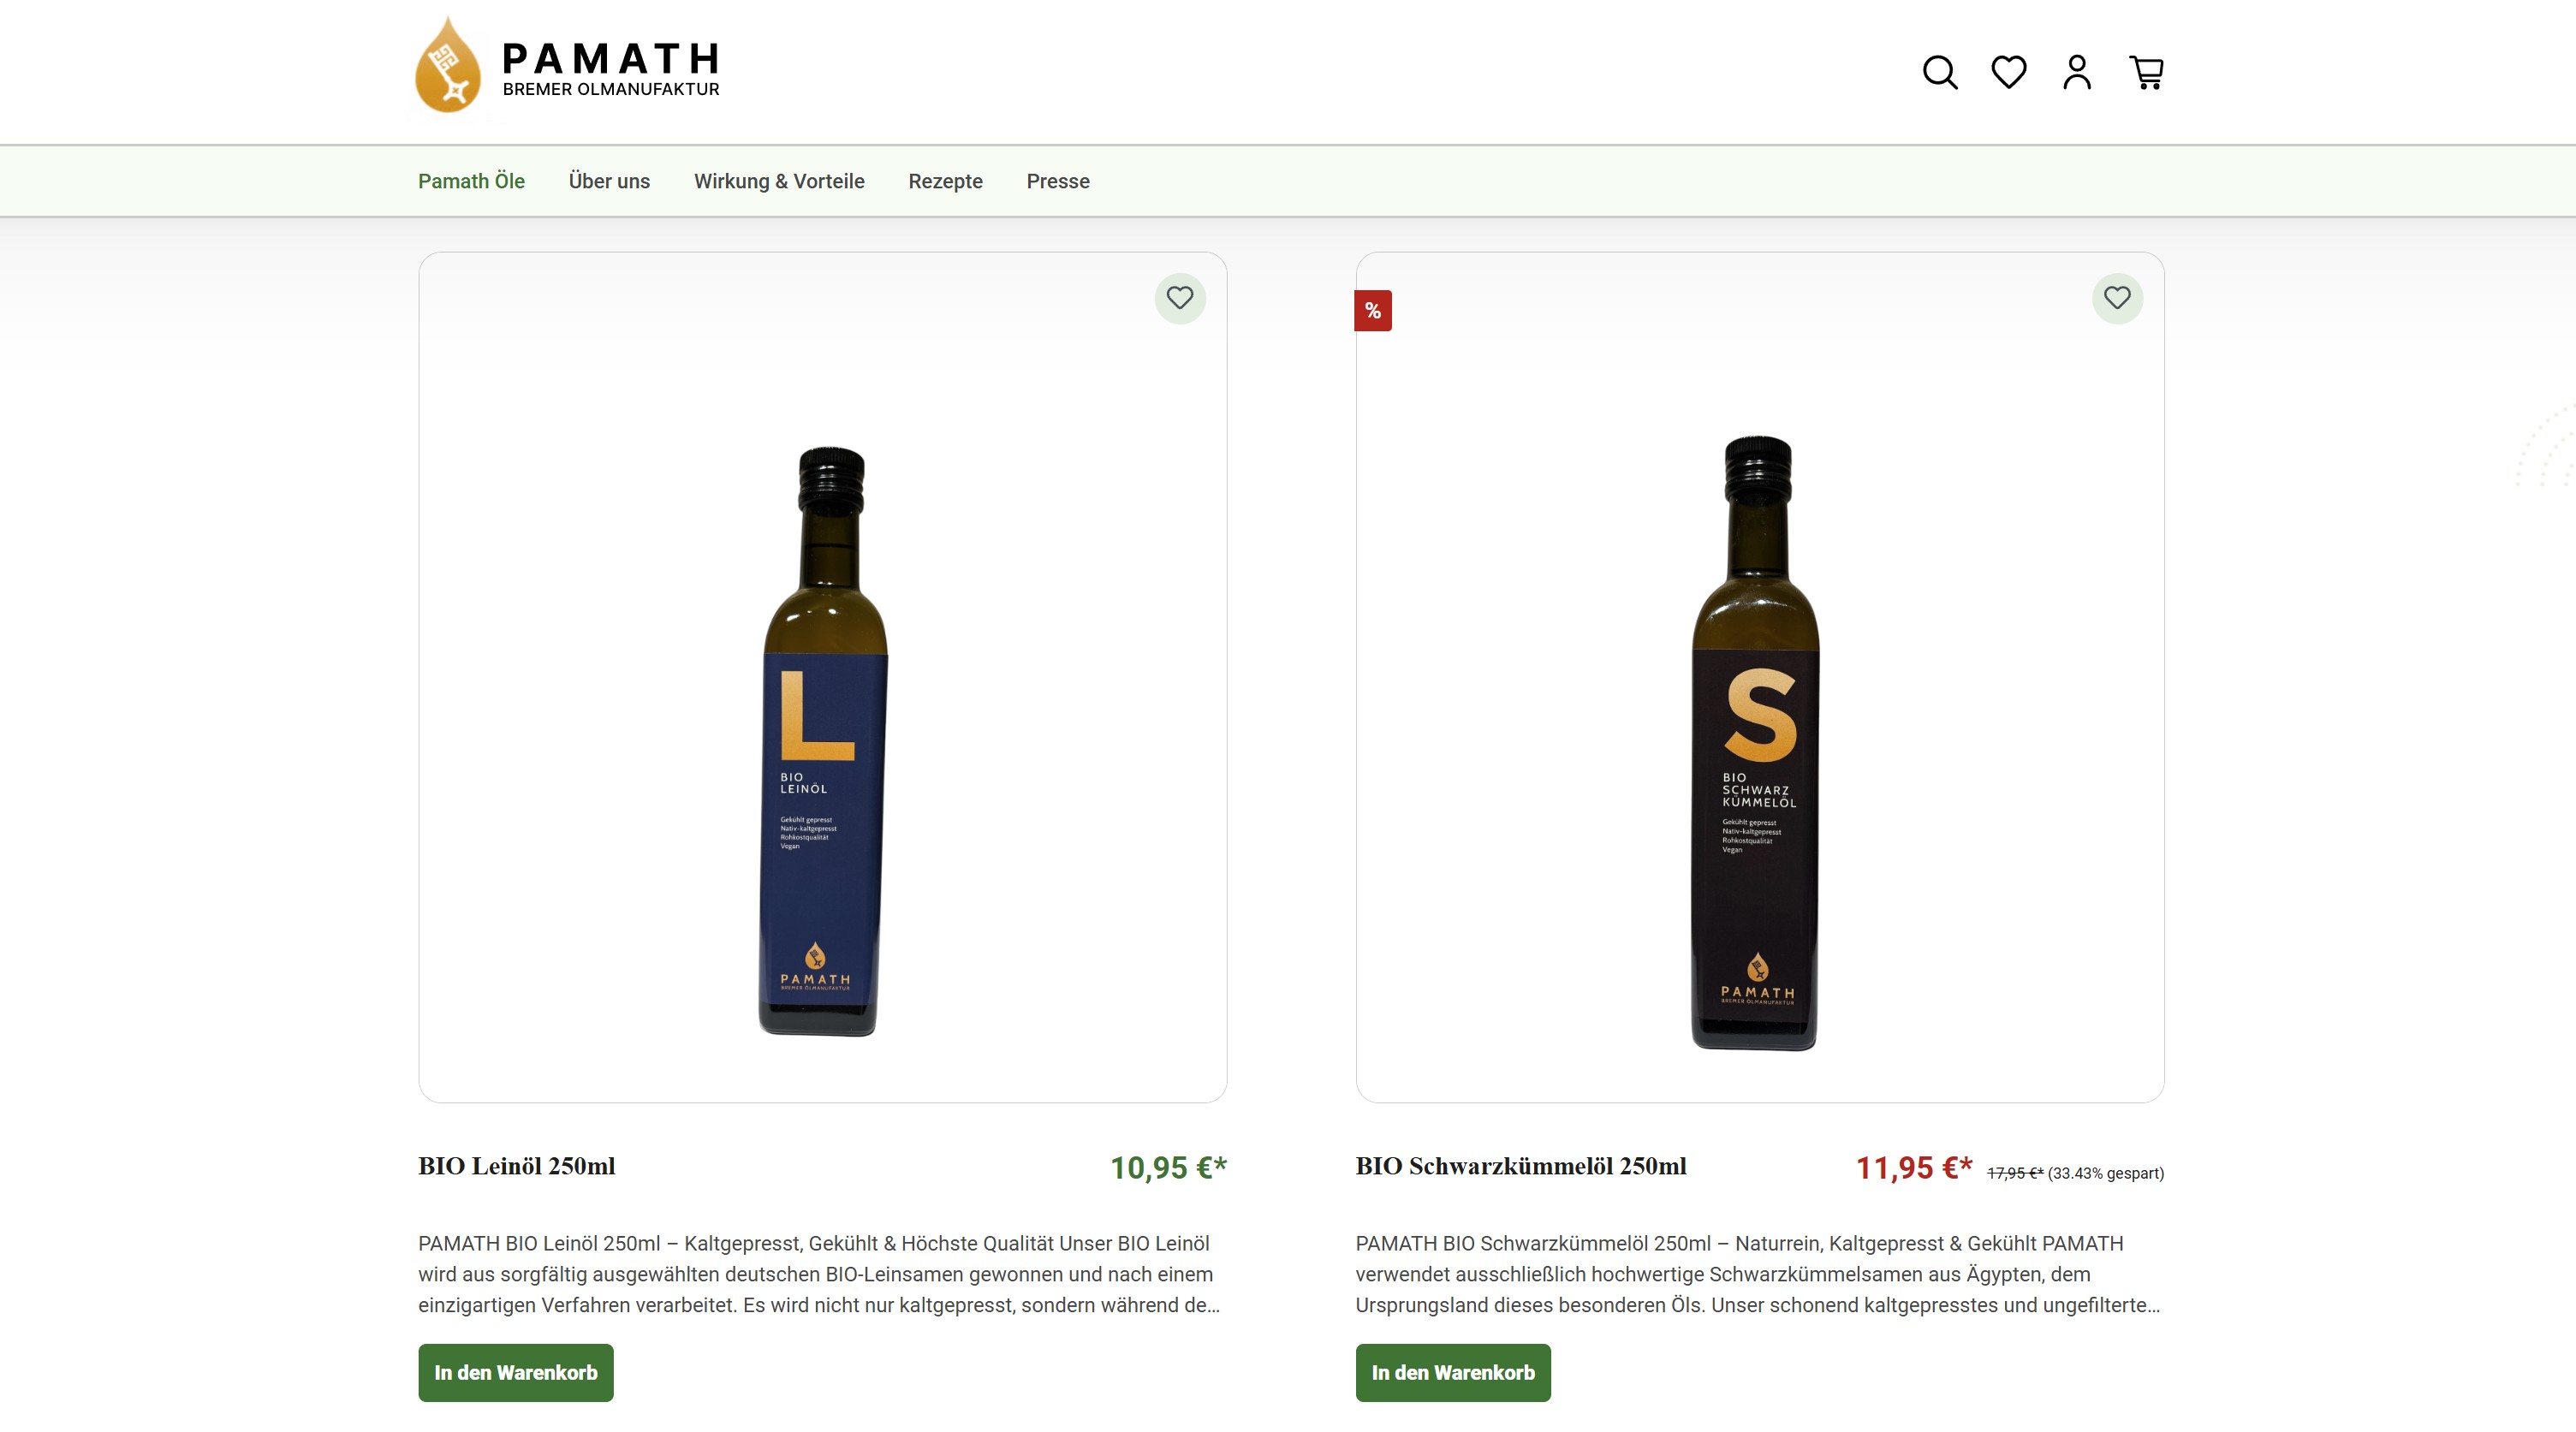 PAMATH
BREMER OLMANUFAKTUR
Pamath Öle Über uns Wirkung & Vorteile Rezepte Presse
%
L
BIO
LEINÖL
Gekühlt gepresst
Nativ-kaltgepresst
Rohkostqualität
Vegan
PAMATH
BREMER ÖLMANUFAKTUR
S
BIO
SCHWARZ
KÜMMELÖL
Gekühlt gepresst
Nativ-kaltgepresst
Rohkostqualität
Vegan
PAMATH
BREMER ÖLMANUFAKTUR
BIO Leinöl 250ml 10,95 €*
PAMATH BIO Leinöl 250ml – Kaltgepresst, Gekühlt & Höchste Qualität Unser BIO Leinöl
wird aus sorgfältig ausgewählten deutschen BIO-Leinsamen gewonnen und nach einem
einzigartigen Verfahren verarbeitet. Es wird nicht nur kaltgepresst, sondern während de…
In den Warenkorb
BIO Schwarzkümmelöl 250ml 11,95 €* 17,95 €* (33.43% gespart)
PAMATH BIO Schwarzkümmelöl 250ml – Naturrein, Kaltgepresst & Gekühlt PAMATH
verwendet ausschließlich hochwertige Schwarzkümmelsamen aus Ägypten, dem
Ursprungsland dieses besonderen Öls. Unser schonend kaltgepresstes und ungefilterte…
In den Warenkorb